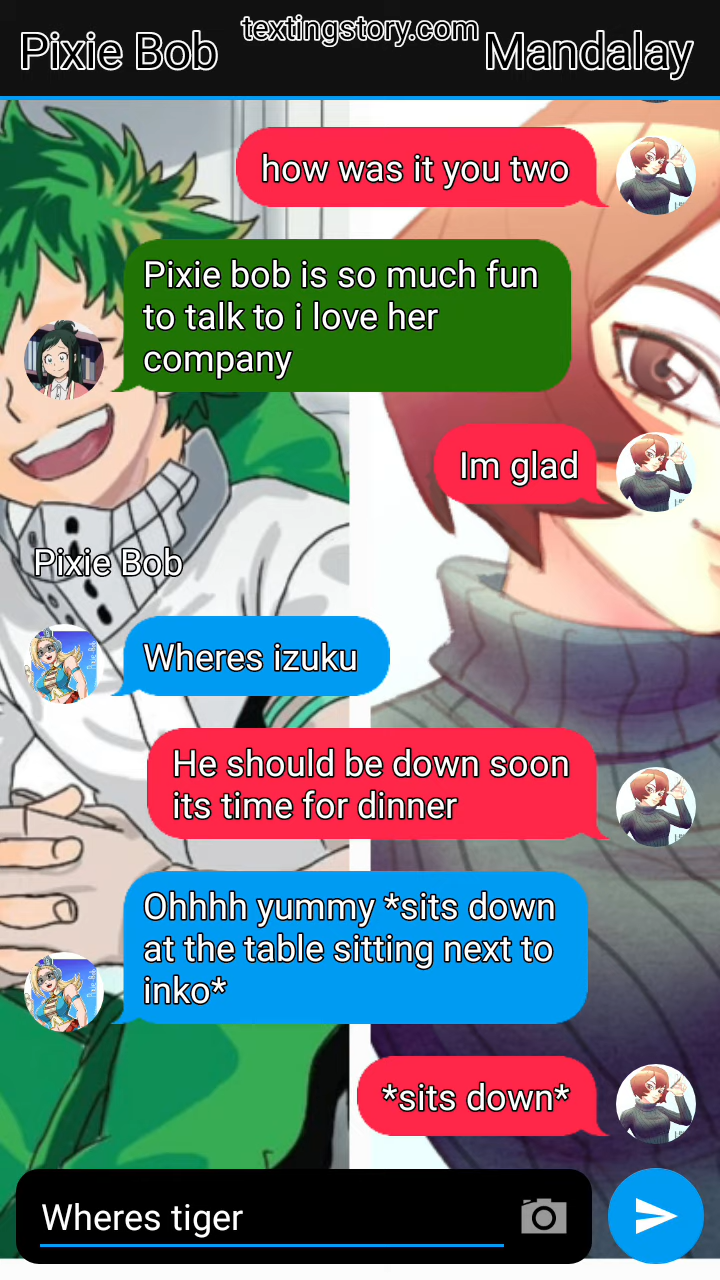 textingstory.com
Pixie Bob
Mandalay
how was it you two
Pixie bob is so much fun
to talk to i love her
company
Im glad
Pixie Bob
Wheres izuku
He should be down soon
its time for dinner
Ohhhh yummy *sits down
at the table sitting next to
inko*
*sits down*
Wheres tiger